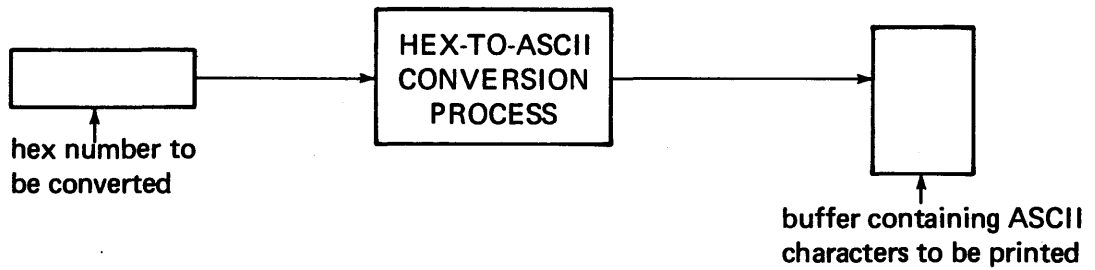 HEX-TO-ASCII
CONVERSION
PROCESS
hex number to
be converted
buffer containing ASCII
characters to be printed